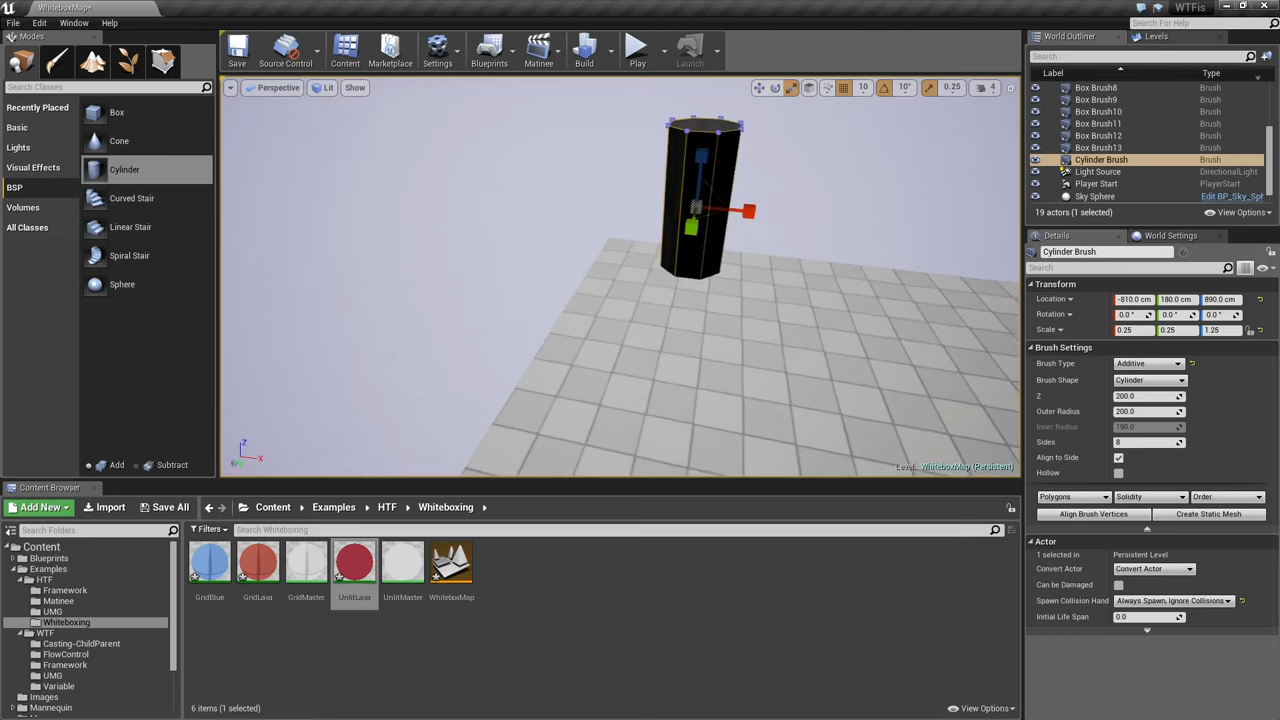 WhiteboxMap*
WTFis
File Edit Window Help
Search For Help
Modes
Search Classes
Recently Placed
Basic
Lights
Visual Effects
BSP
Volumes
All Classes
Box
Cone
Cylinder
Curved Stair
Linear Stair
Spiral Stair
Sphere
Add Subtract
Save Source Control Content Marketplace Settings Blueprints Matinee Build Play Launch
Perspective Lit Show 10 10° 0.25 4
Z
X
Level: WhiteboxMap (Persistent)
World Outliner Levels
Search...
Label Type
Box Brush8 Brush
Box Brush9 Brush
Box Brush10 Brush
Box Brush11 Brush
Box Brush12 Brush
Box Brush13 Brush
Cylinder Brush Brush
Light Source DirectionalLight
Player Start PlayerStart
Sky Sphere Edit BP_Sky_Sph
19 actors (1 selected) View Options
Details World Settings
Cylinder Brush
Search
Transform
Location -810.0 cm 180.0 cm 890.0 cm
Rotation 0.0 ° 0.0 ° 0.0 °
Scale 0.25 0.25 1.25
Brush Settings
Brush Type Additive
Brush Shape Cylinder
Z 200.0
Outer Radius 200.0
Inner Radius 190.0
Sides 8
Align to Side
Hollow
Polygons Solidity Order
Align Brush Vertices Create Static Mesh
Actor
1 selected in Persistent Level
Convert Actor Convert Actor
Can be Damaged
Spawn Collision Hand Always Spawn, Ignore Collisions
Initial Life Span 0.0
Content Browser
Add New Import Save All Content Examples HTF Whiteboxing
Search Folders
Filters Search Whiteboxing
Content
Blueprints
Examples
HTF
Framework
Matinee
UMG
Whiteboxing
WTF
Casting-ChildParent
FlowControl
Framework
UMG
Variable
Images
Mannequin
GridBlue GridLava GridMaster UnlitLava UnlitMaster WhiteboxMap
6 items (1 selected) View Options